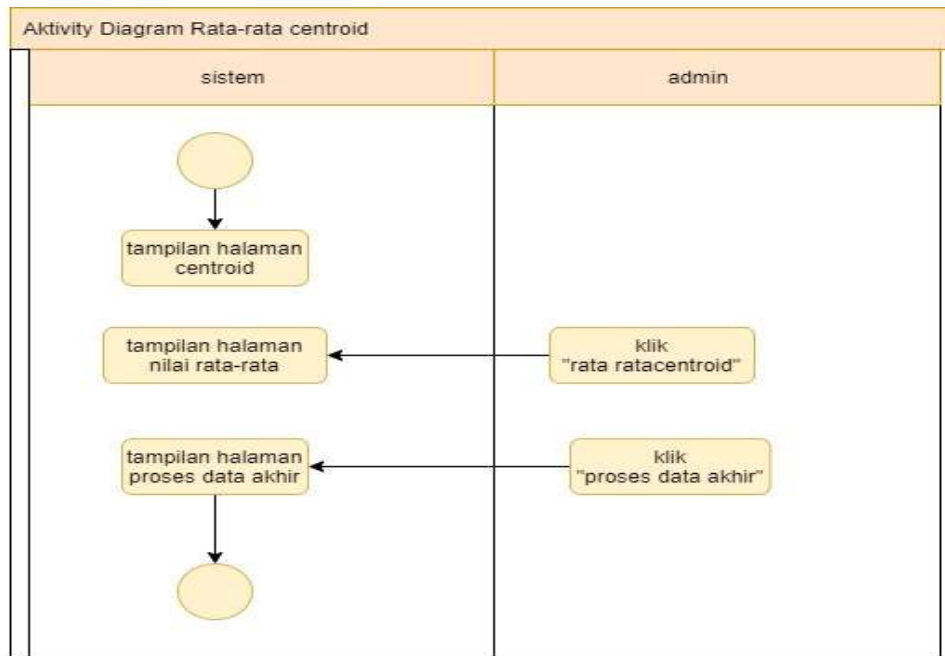 Aktivity Diagram Rata-rata centroid
sistem
admin
tampilan halaman
centroid
tampilan halaman
nilai rata-rata
klik
"rata ratacentroid"
tampilan halaman
proses data akhir
klik
"proses data akhir"